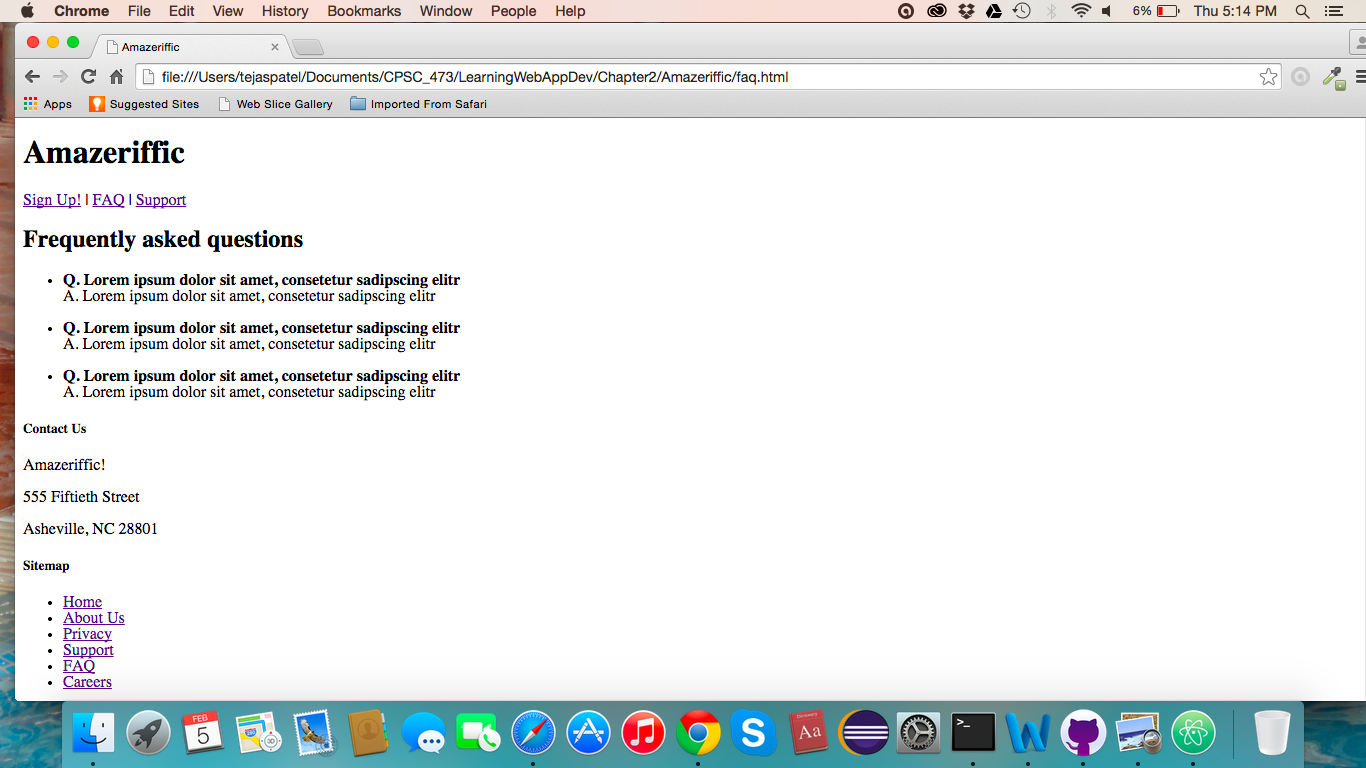 Chrome File Edit View History Bookmarks Window People Help 6% Thu 5:14 PM
Amazeriffic
file:///Users/tejaspatel/Documents/CPSC_473/LearningWebAppDev/Chapter2/Amazeriffic/faq.html
Apps Suggested Sites Web Slice Gallery Imported From Safari
Amazeriffic
Sign Up! | FAQ | Support
Frequently asked questions
• Q. Lorem ipsum dolor sit amet, consetetur sadipscing elitr
A. Lorem ipsum dolor sit amet, consetetur sadipscing elitr
• Q. Lorem ipsum dolor sit amet, consetetur sadipscing elitr
A. Lorem ipsum dolor sit amet, consetetur sadipscing elitr
• Q. Lorem ipsum dolor sit amet, consetetur sadipscing elitr
A. Lorem ipsum dolor sit amet, consetetur sadipscing elitr
Contact Us
Amazeriffic!
555 Fiftieth Street
Asheville, NC 28801
Sitemap
• Home
• About Us
• Privacy
• Support
• FAQ
• Careers
FEB
5
3D
S
Dictionary
Aa
>_
W